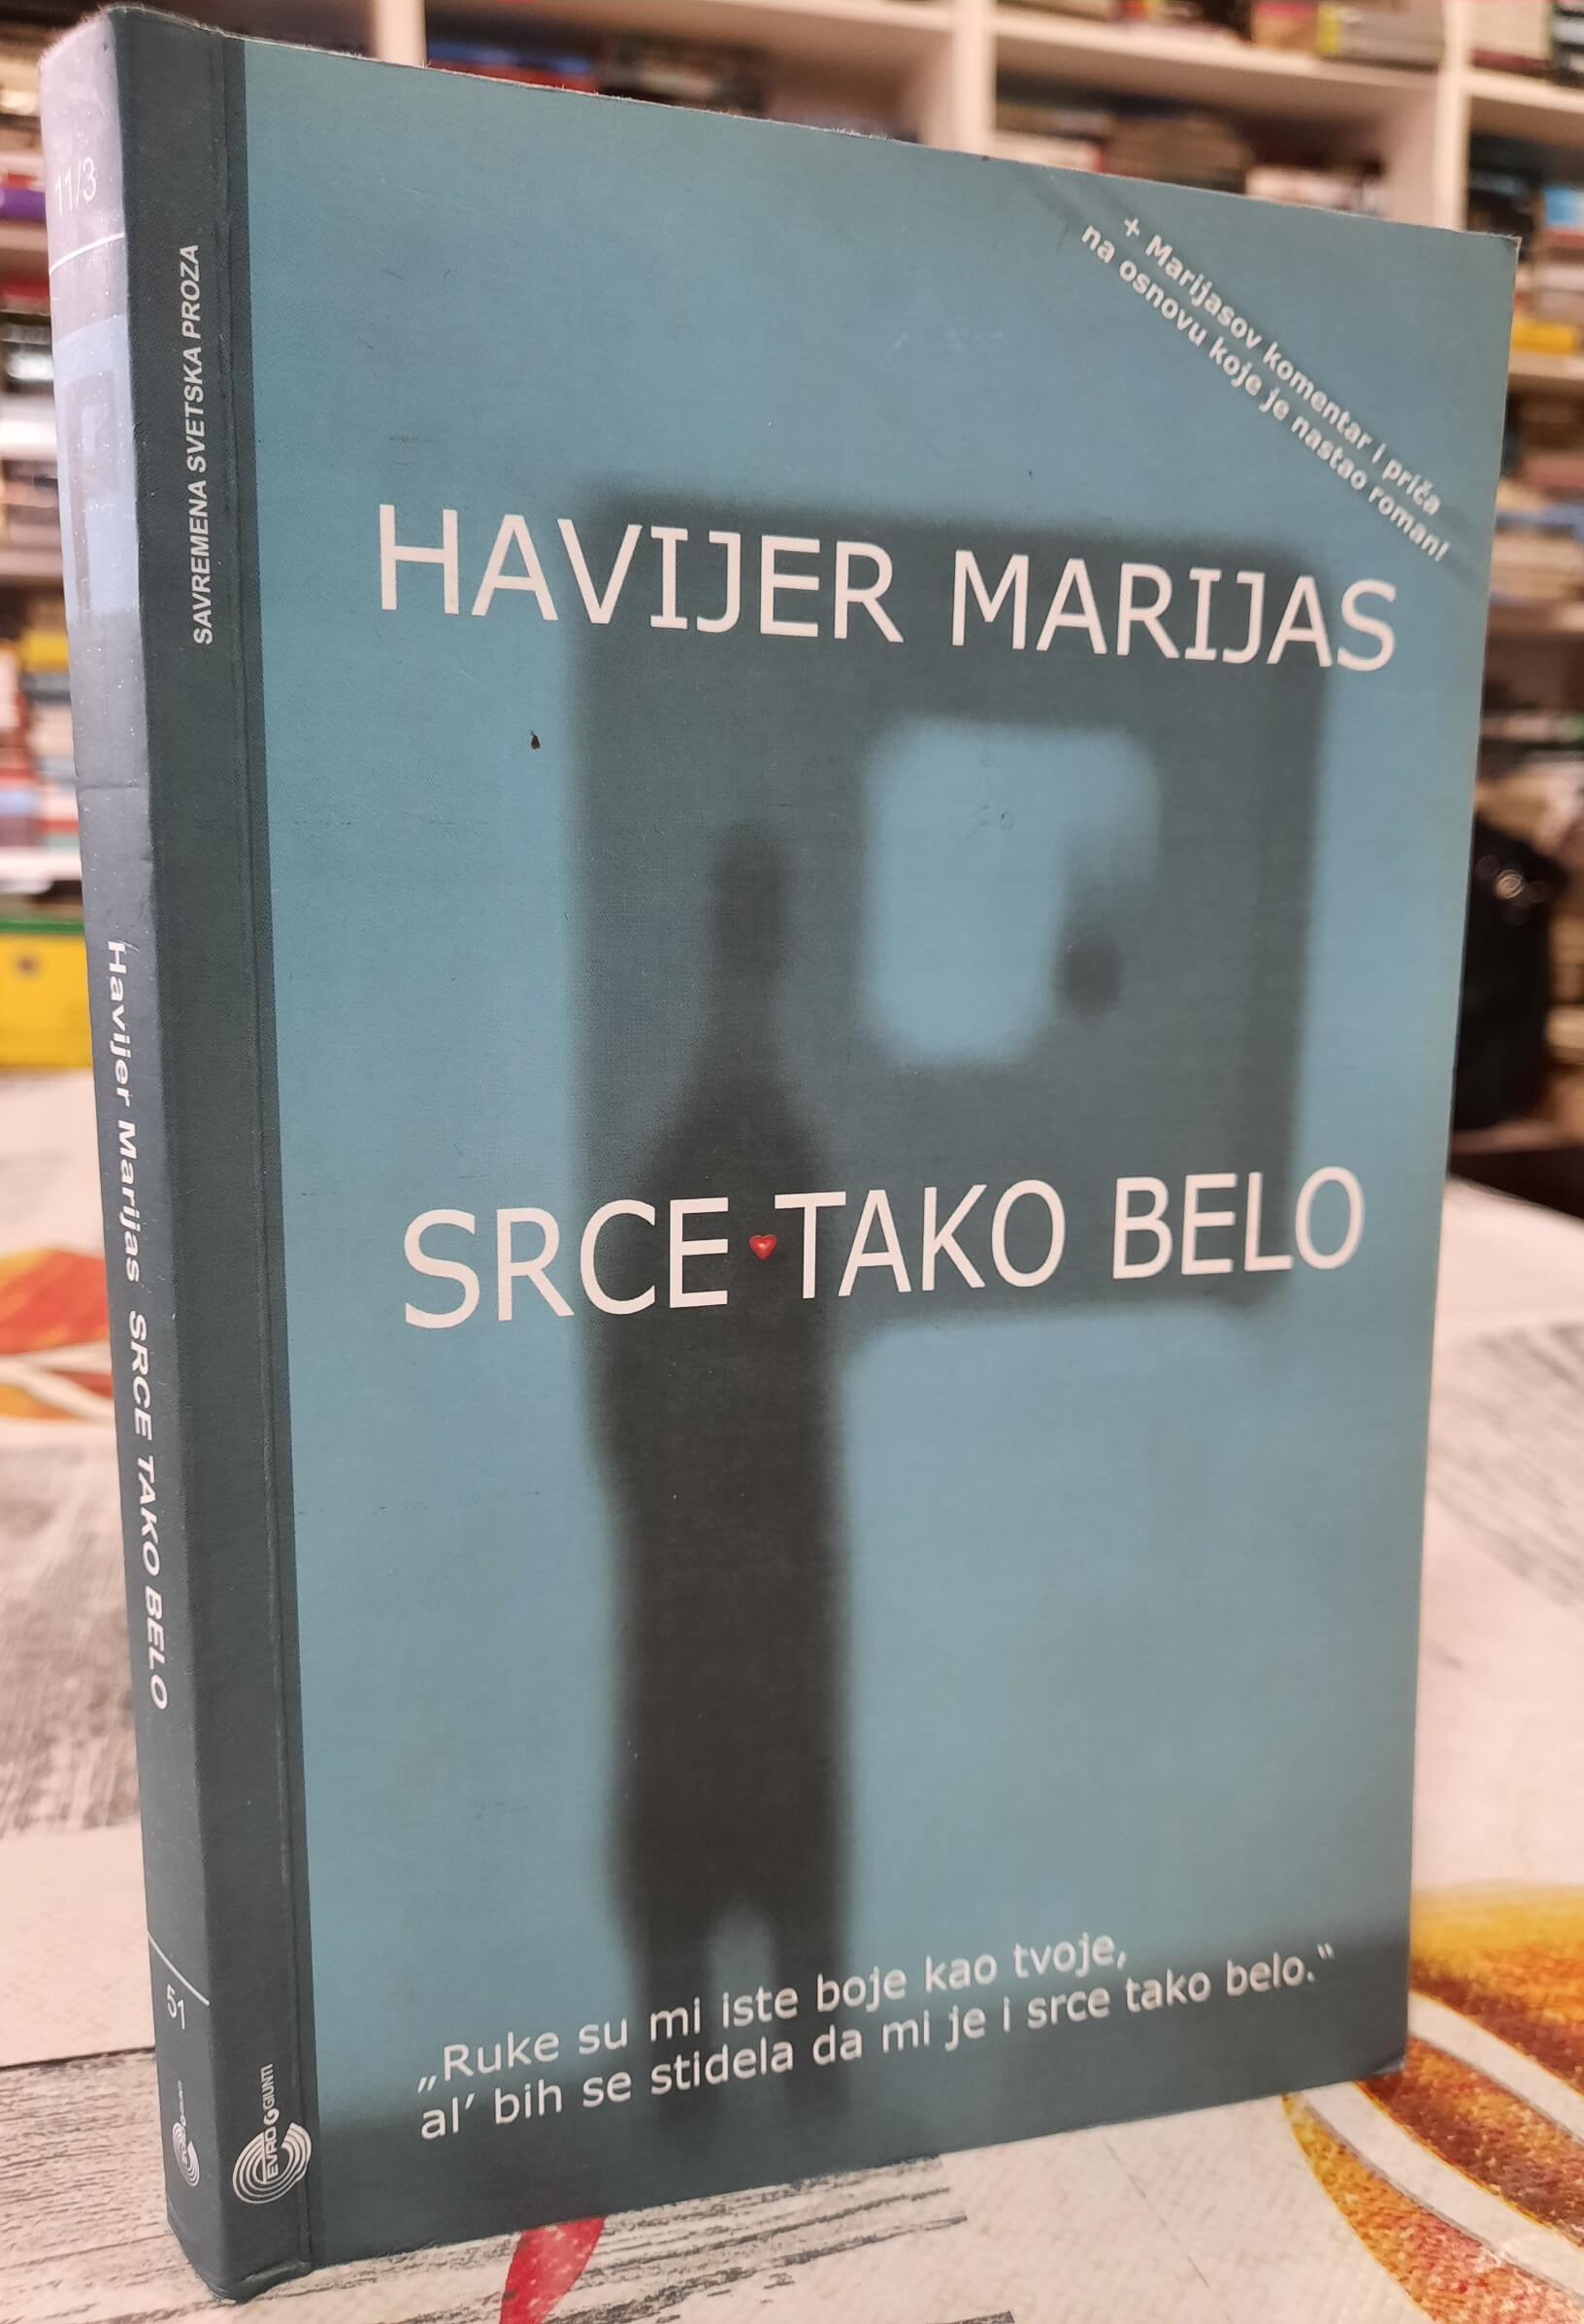 11/3
SAVREMENA SVETSKA PROZA
Havijer Marijas SRCE TAKO BELO
51
EVRO GIUNTI
+ Marijasov komentar i priča
na osnovu koje je nastao roman!
HAVIJER MARIJAS
SRCE TAKO BELO
„Ruke su mi iste boje kao tvoje,
al’ bih se stidela da mi je i srce tako belo.“